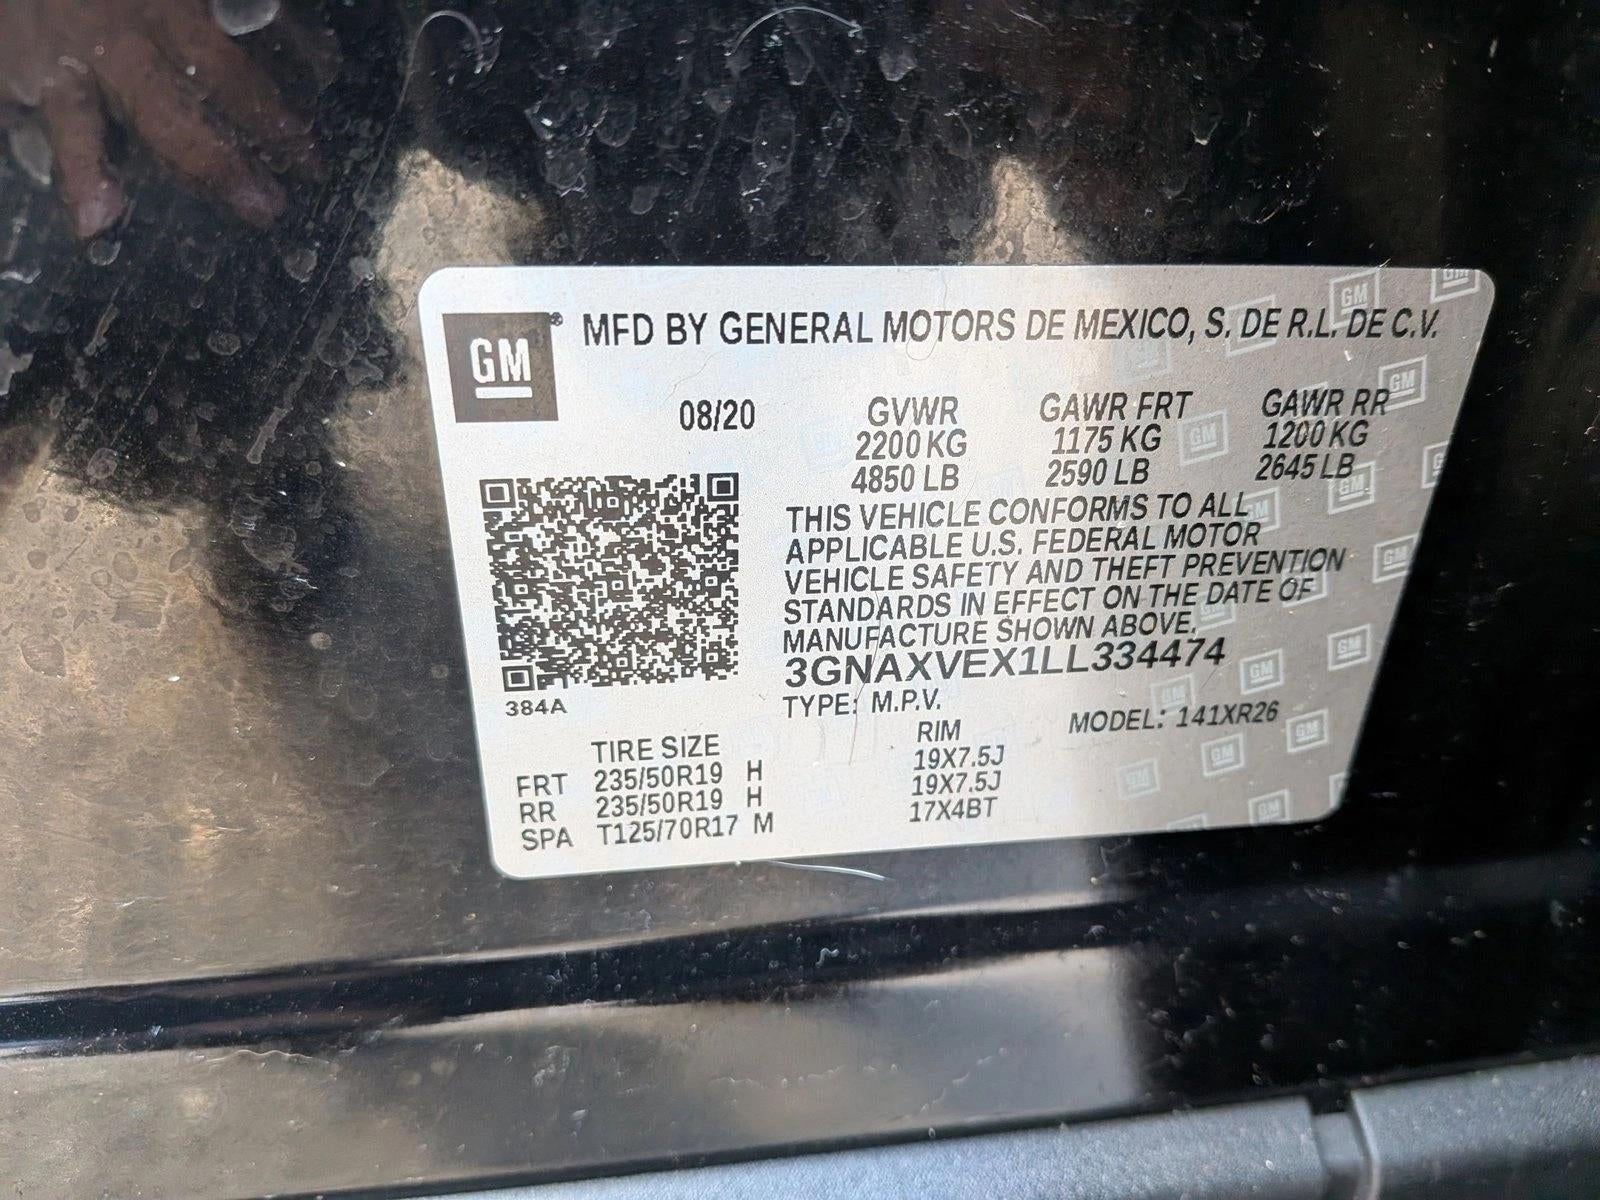 GM
MFD BY GENERAL MOTORS DE MEXICO, S. DE R.L. DE C.V.
08/20
GVWR GAWR FRT GAWR RR
2200 KG 1175 KG 1200 KG
4850 LB 2590 LB 2645 LB
THIS VEHICLE CONFORMS TO ALL
APPLICABLE U.S. FEDERAL MOTOR
VEHICLE SAFETY AND THEFT PREVENTION
STANDARDS IN EFFECT ON THE DATE OF
MANUFACTURE SHOWN ABOVE.
3GNAXVEX1LL334474
384A
TYPE: M.P.V. MODEL: 141XR26
TIRE SIZE RIM
FRT 235/50R19 H 19X7.5J
RR 235/50R19 H 19X7.5J
SPA T125/70R17 M 17X4BT